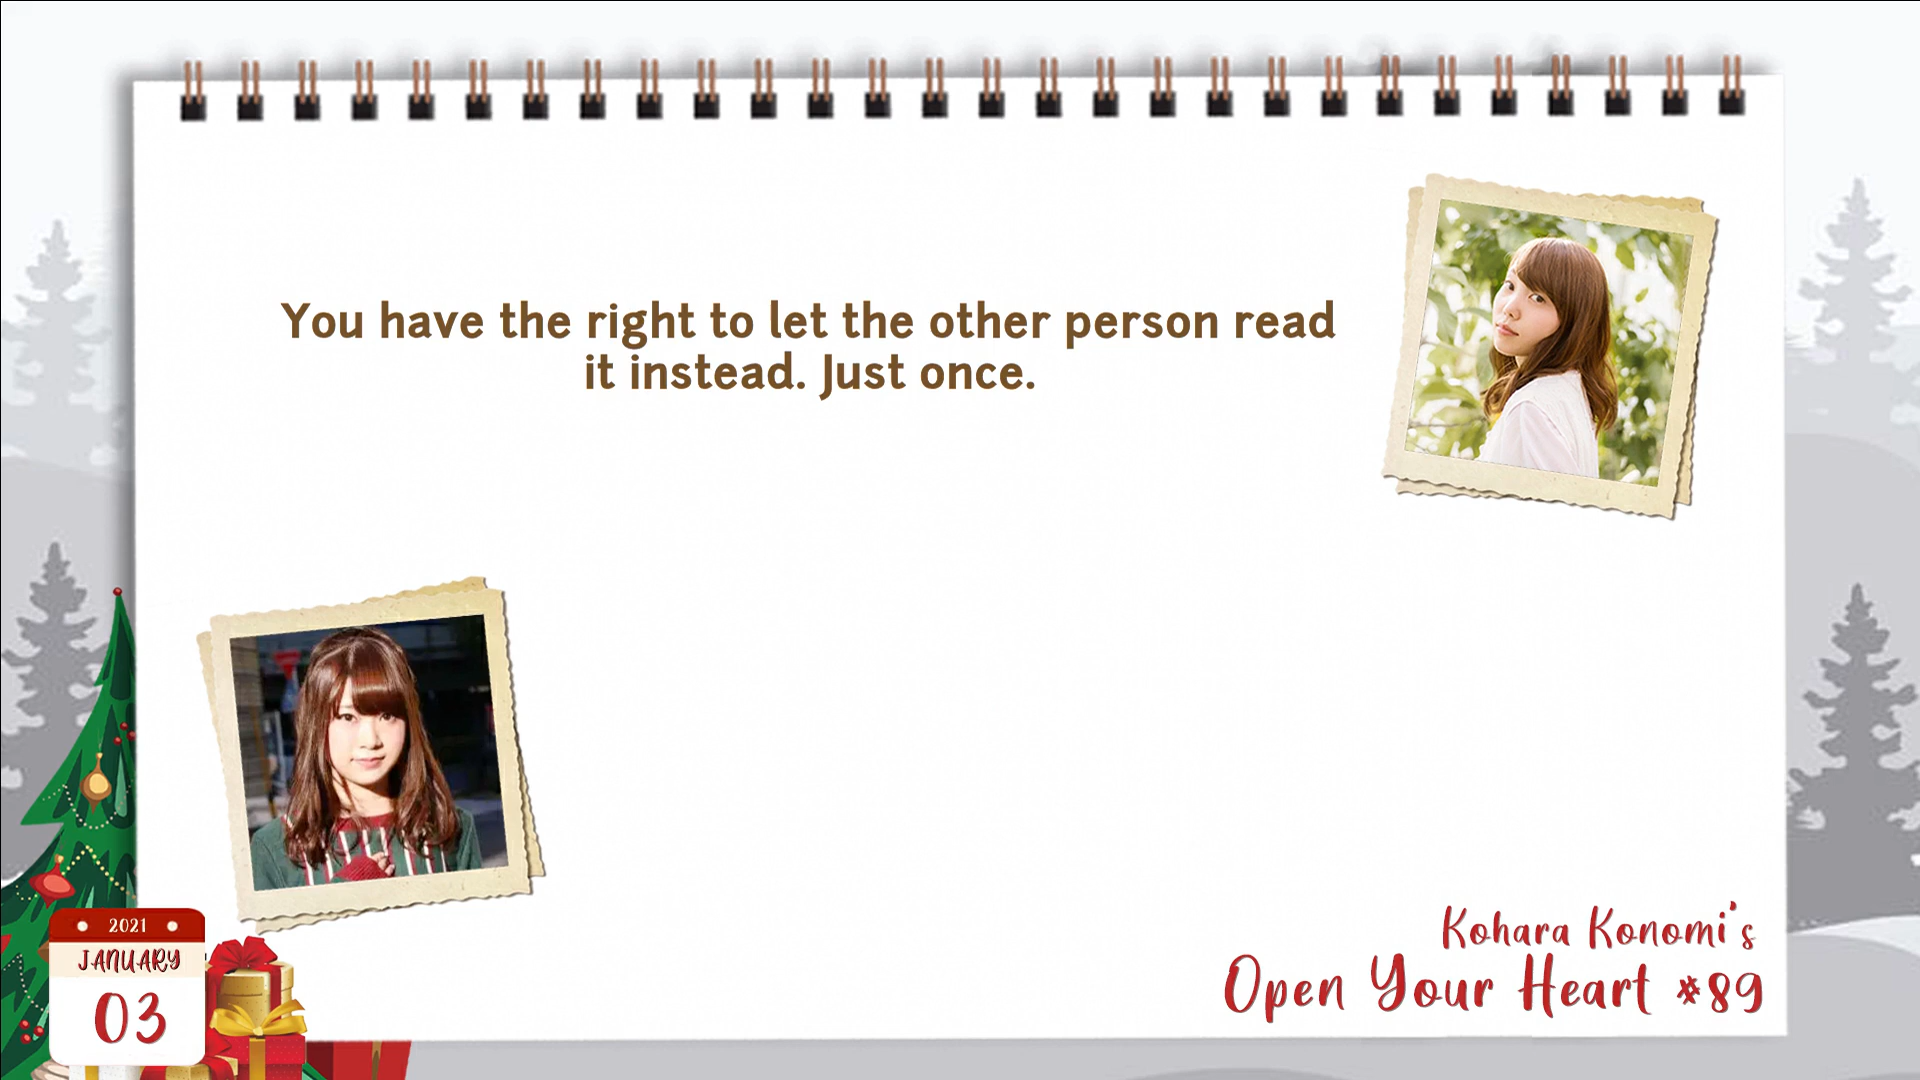 You have the right to let the other person read
it instead. Just once.
Kohara Konomi's
Open Your Heart #89
2021
JANUARY
03